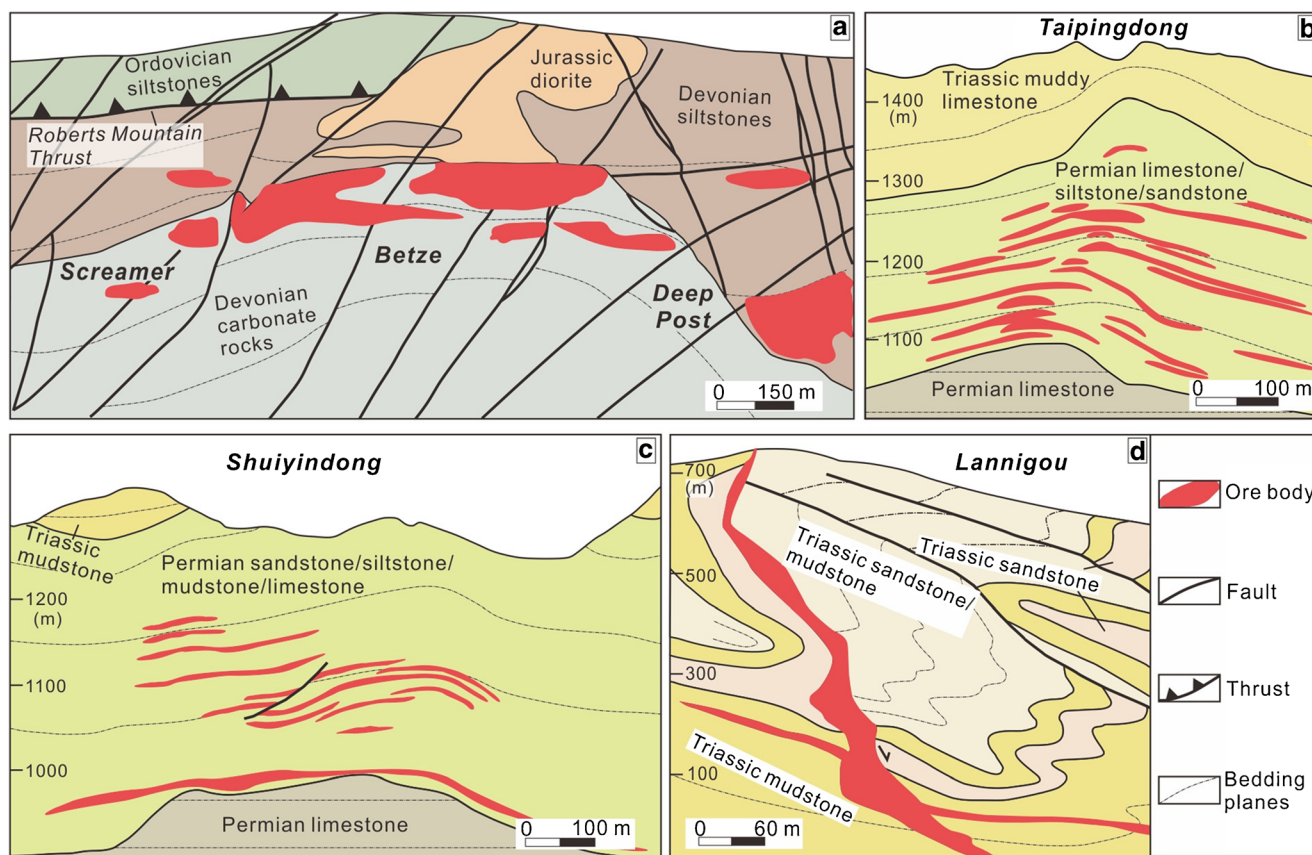 a
Ordovician
siltstones
Jurassic
diorite
Devonian
siltstones
Roberts Mountain
Thrust
Screamer
Betze
Devonian
carbonate
rocks
Deep
Post
0 150 m
b
Taipingdong
Triassic muddy
limestone
1400
(m)
Permian limestone/
siltstone/sandstone
1300
1200
1100
Permian limestone
0 100 m
c
Shuiyindong
Triassic
mudstone
Permian sandstone/siltstone/
mudstone/limestone
1200
(m)
1100
1000
Permian limestone
0 100 m
d
Lannigou
700
(m)
Triassic sandstone/
mudstone
Triassic sandstone
500
300
100
Triassic mudstone
0 60 m
Ore body
Fault
Thrust
Bedding
planes